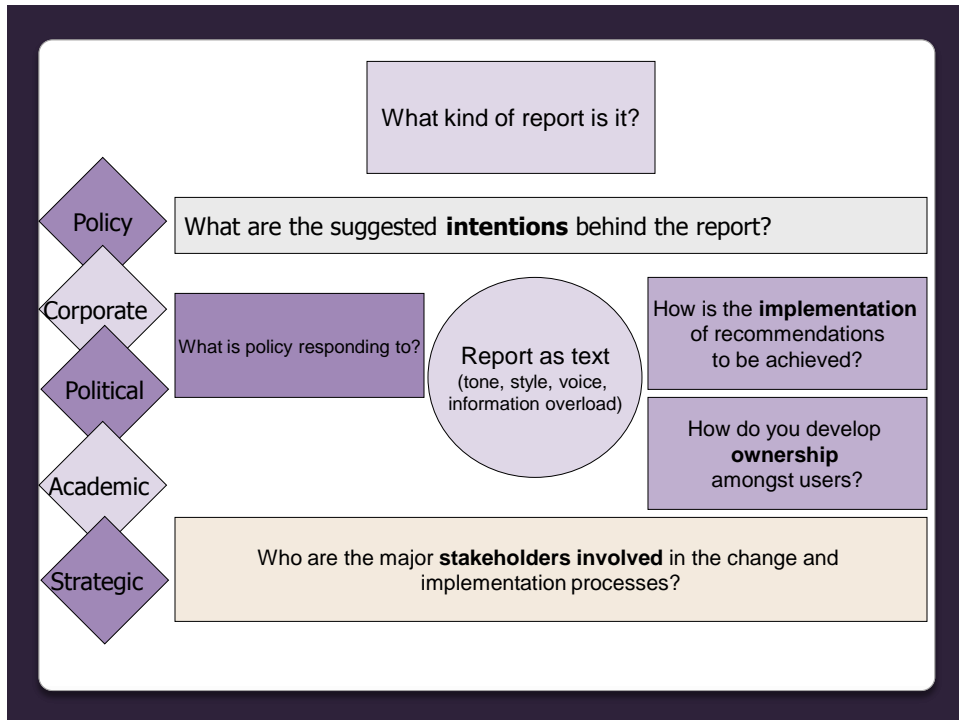 What kind of report is it?
Policy
What are the suggested intentions behind the report?
Corporate
What is policy responding to?
Political
Report as text
(tone, style, voice,
information overload)
How is the implementation
of recommendations
to be achieved?
How do you develop
ownership
amongst users?
Academic
Strategic
Who are the major stakeholders involved in the change and
implementation processes?